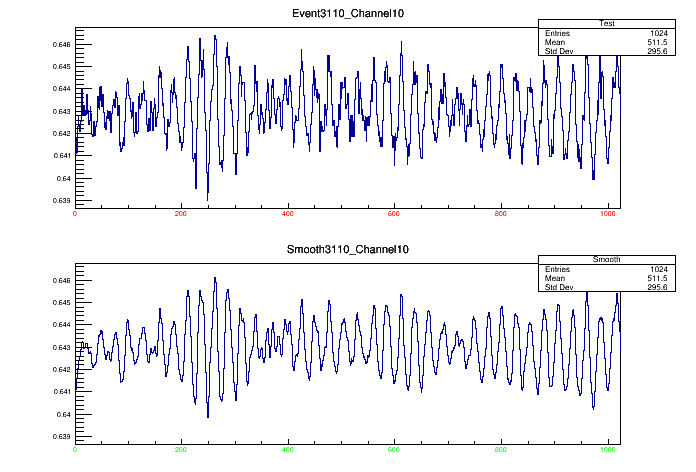 Event3110_Channel10
Test
Entries 1024
Mean 511.5
Std Dev 295.6
0.646
0.645
0.644
0.643
0.642
0.641
0.64
0.639
0 200 400 600 800 1000
Smooth3110_Channel10
Smooth
Entries 1024
Mean 511.5
Std Dev 295.6
0.646
0.645
0.644
0.643
0.642
0.641
0.64
0.639
0 200 400 600 800 1000